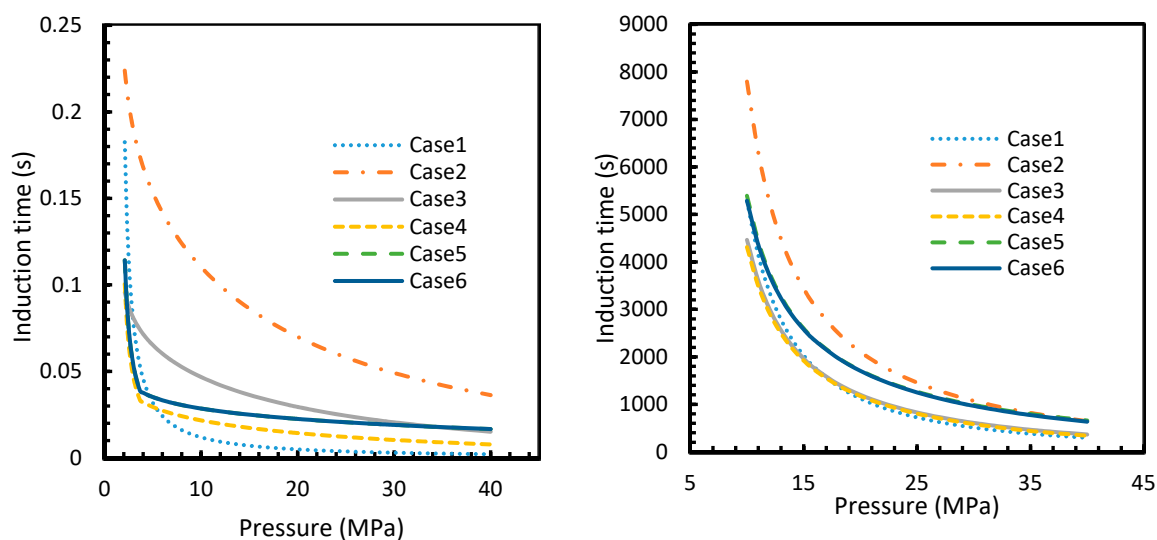 0.25
0.2
0.15
0.1
0.05
0
Induction time (s)
Case1
Case2
Case3
Case4
Case5
Case6
0 10 20 30 40
Pressure (MPa)
9000
8000
7000
6000
5000
4000
3000
2000
1000
0
Induction time (s)
Case1
Case2
Case3
Case4
Case5
Case6
5 15 25 35 45
Pressure (MPa)